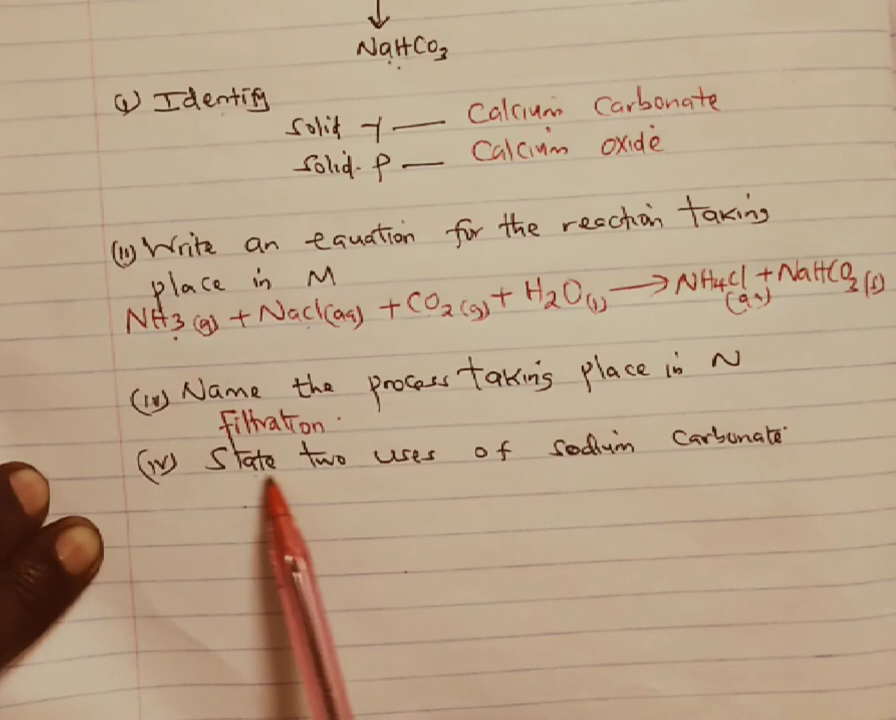 NaHCO3
(i) Identify
Solid Y — Calcium Carbonate
Solid P — Calcium oxide
(ii) Write an equation for the reaction taking
place in M
NH3(g) + NaCl(aq) + CO2(g) + H2O(l) → NH4Cl(aq) + NaHCO3(s)
(iii) Name the process taking place in N
filtration.
(iv) State two uses of sodium carbonate